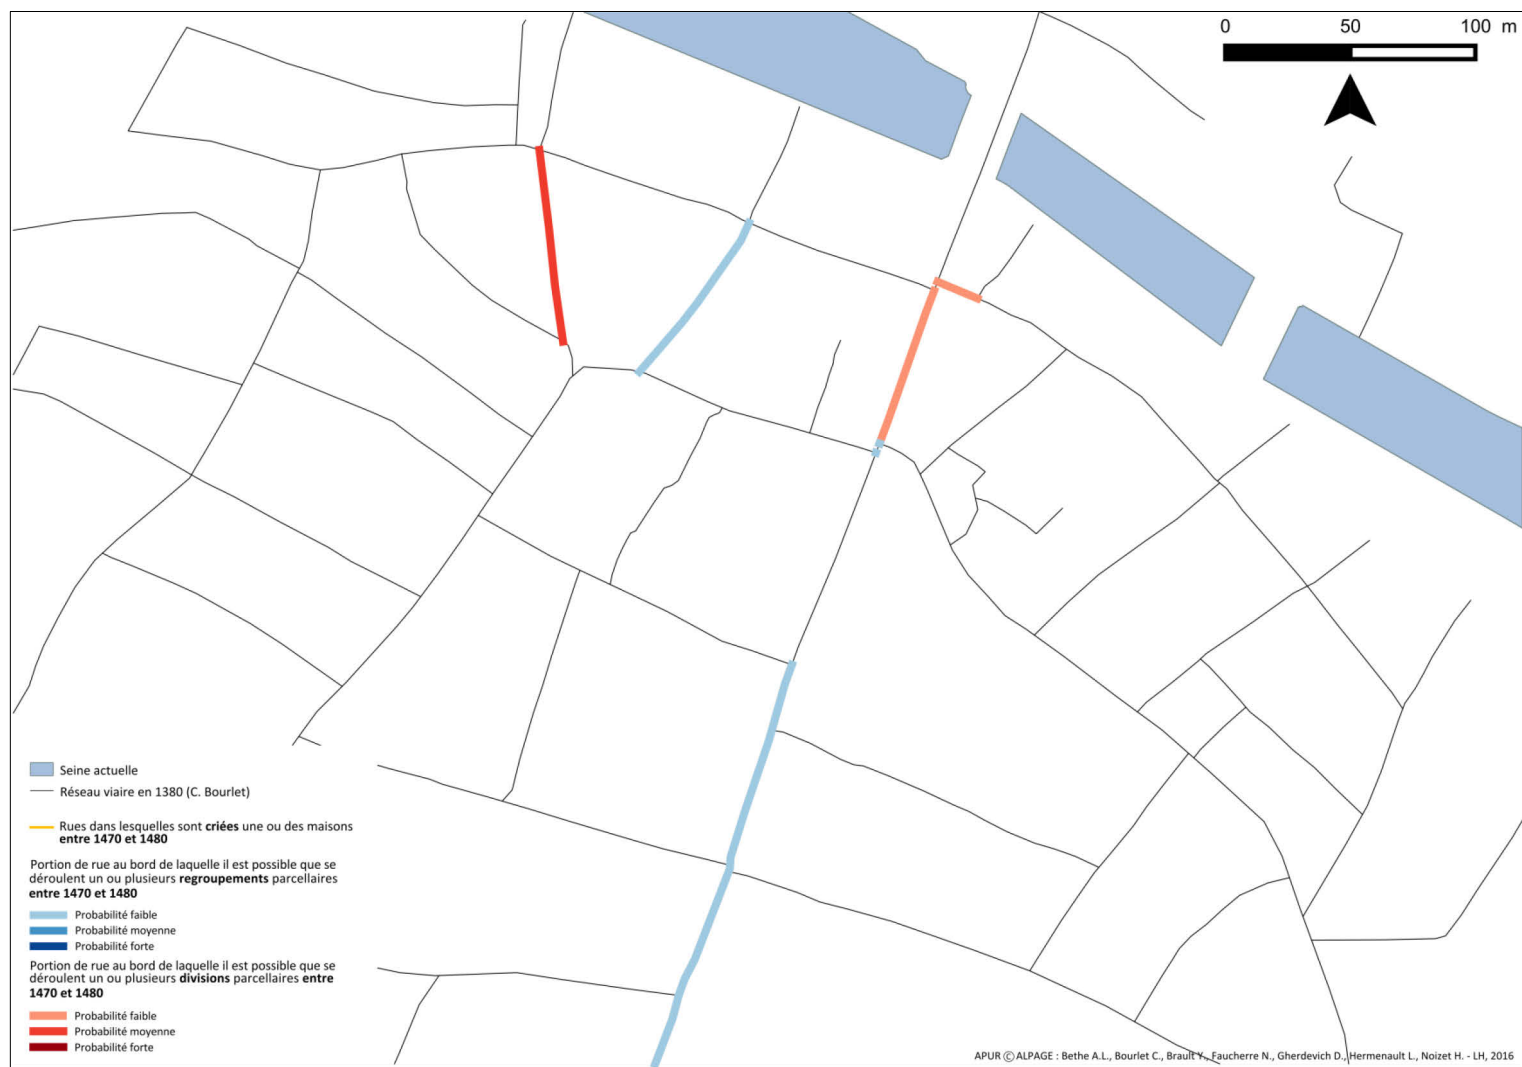 0 50 100 m
Seine actuelle
Réseau viaire en 1380 (C. Bourlet)
Rues dans lesquelles sont criées une ou des maisons
entre 1470 et 1480
Portion de rue au bord de laquelle il est possible que se
déroulent un ou plusieurs regroupements parcellaires
entre 1470 et 1480
Probabilité faible
Probabilité moyenne
Probabilité forte
Portion de rue au bord de laquelle il est possible que se
déroulent un ou plusieurs divisions parcellaires entre
1470 et 1480
Probabilité faible
Probabilité moyenne
Probabilité forte
APUR © ALPAGE : Bethe A.L., Bourlet C., Brault Y., Faucherre N., Gherdevich D., Hermenault L., Noizet H. - LH, 2016